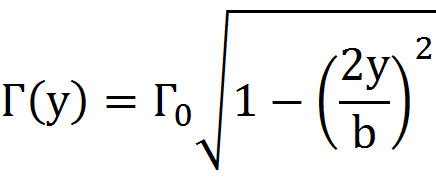 Γ(y) = Γ₀√(1 − (2y/b)²)